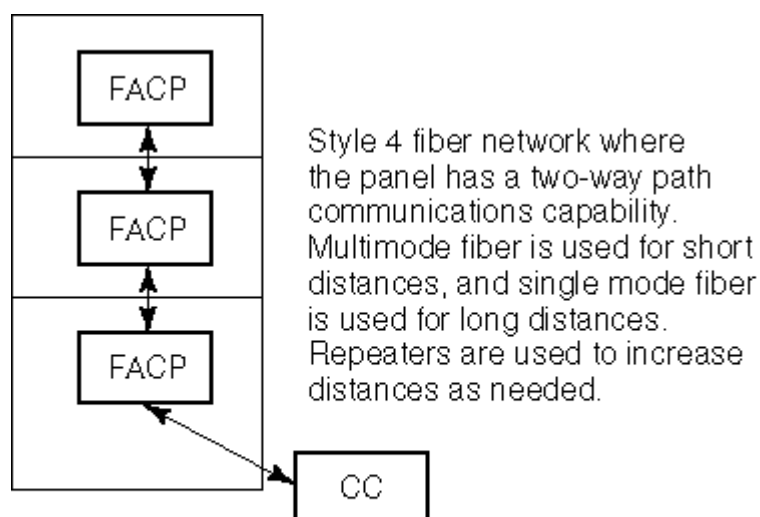 FACP
FACP
FACP
CC
Style 4 fiber network where
the panel has a two-way path
communications capability.
Multimode fiber is used for short
distances, and single mode fiber
is used for long distances.
Repeaters are used to increase
distances as needed.